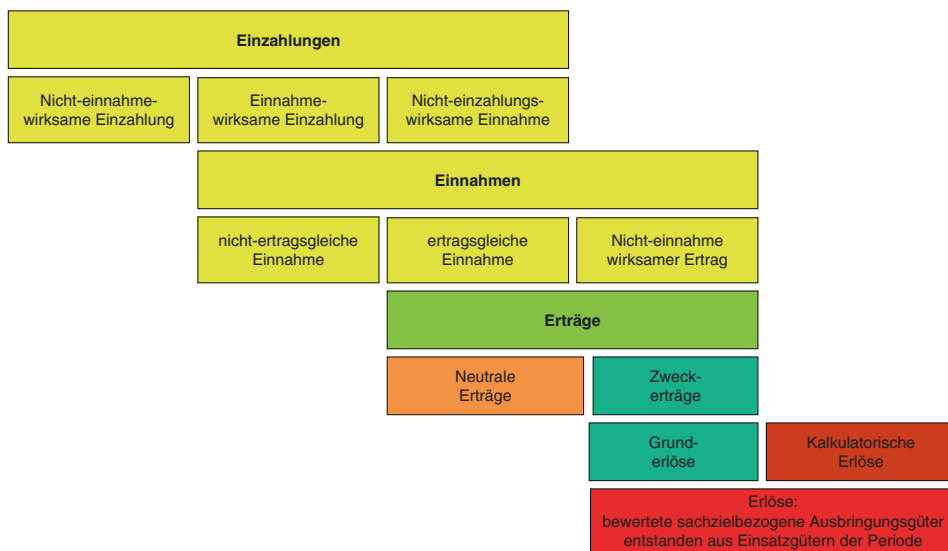 Einzahlungen
Nicht-einnahme-
wirksame Einzahlung
Einnahme-
wirksame Einzahlung
Nicht-einzahlungs-
wirksame Einnahme
Einnahmen
nicht-ertragsgleiche
Einnahme
ertragsgleiche
Einnahme
Nicht-einnahme
wirksamer Ertrag
Erträge
Neutrale
Erträge
Zweck-
erträge
Grund-
erlöse
Kalkulatorische
Erlöse
Erlöse:
bewertete sachzielbezogene Ausbringungsgüter
entstanden aus Einsatzgütern der Periode